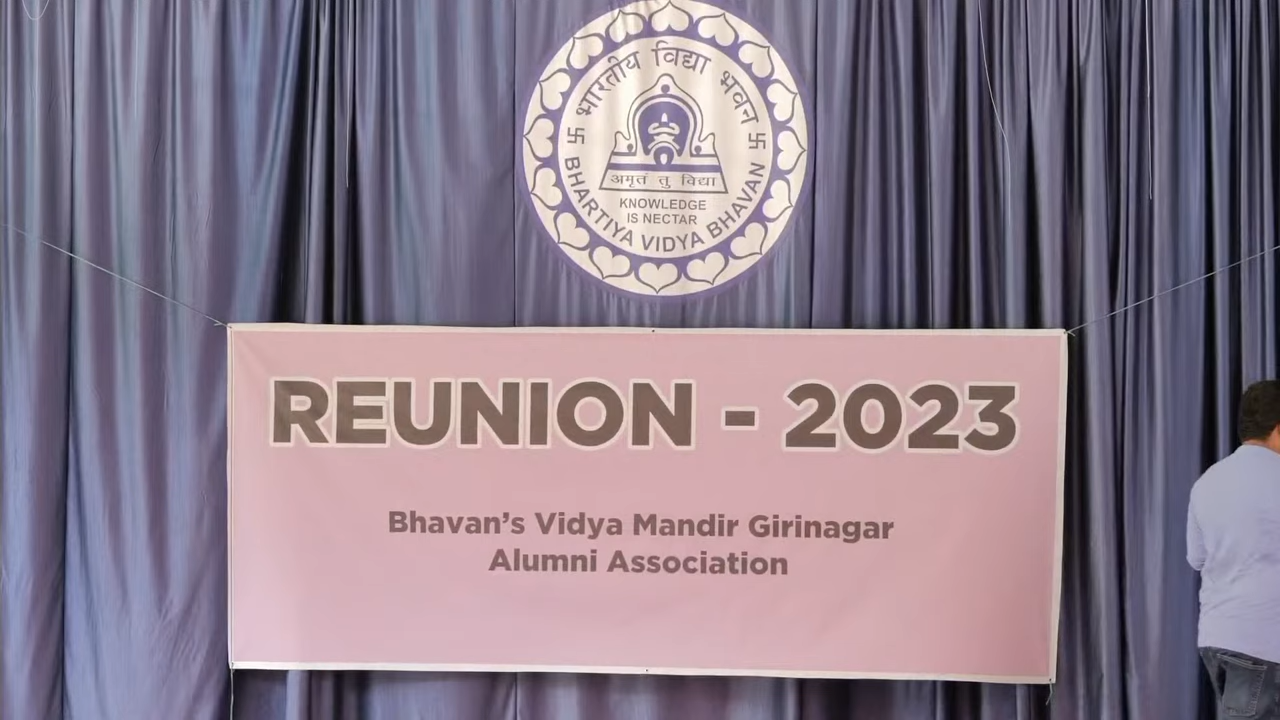 भारतीय विद्या भवन
अमृतं तु विद्या
KNOWLEDGE
IS NECTAR
BHARTIYA VIDYA BHAVAN
REUNION - 2023
Bhavan's Vidya Mandir Girinagar
Alumni Association